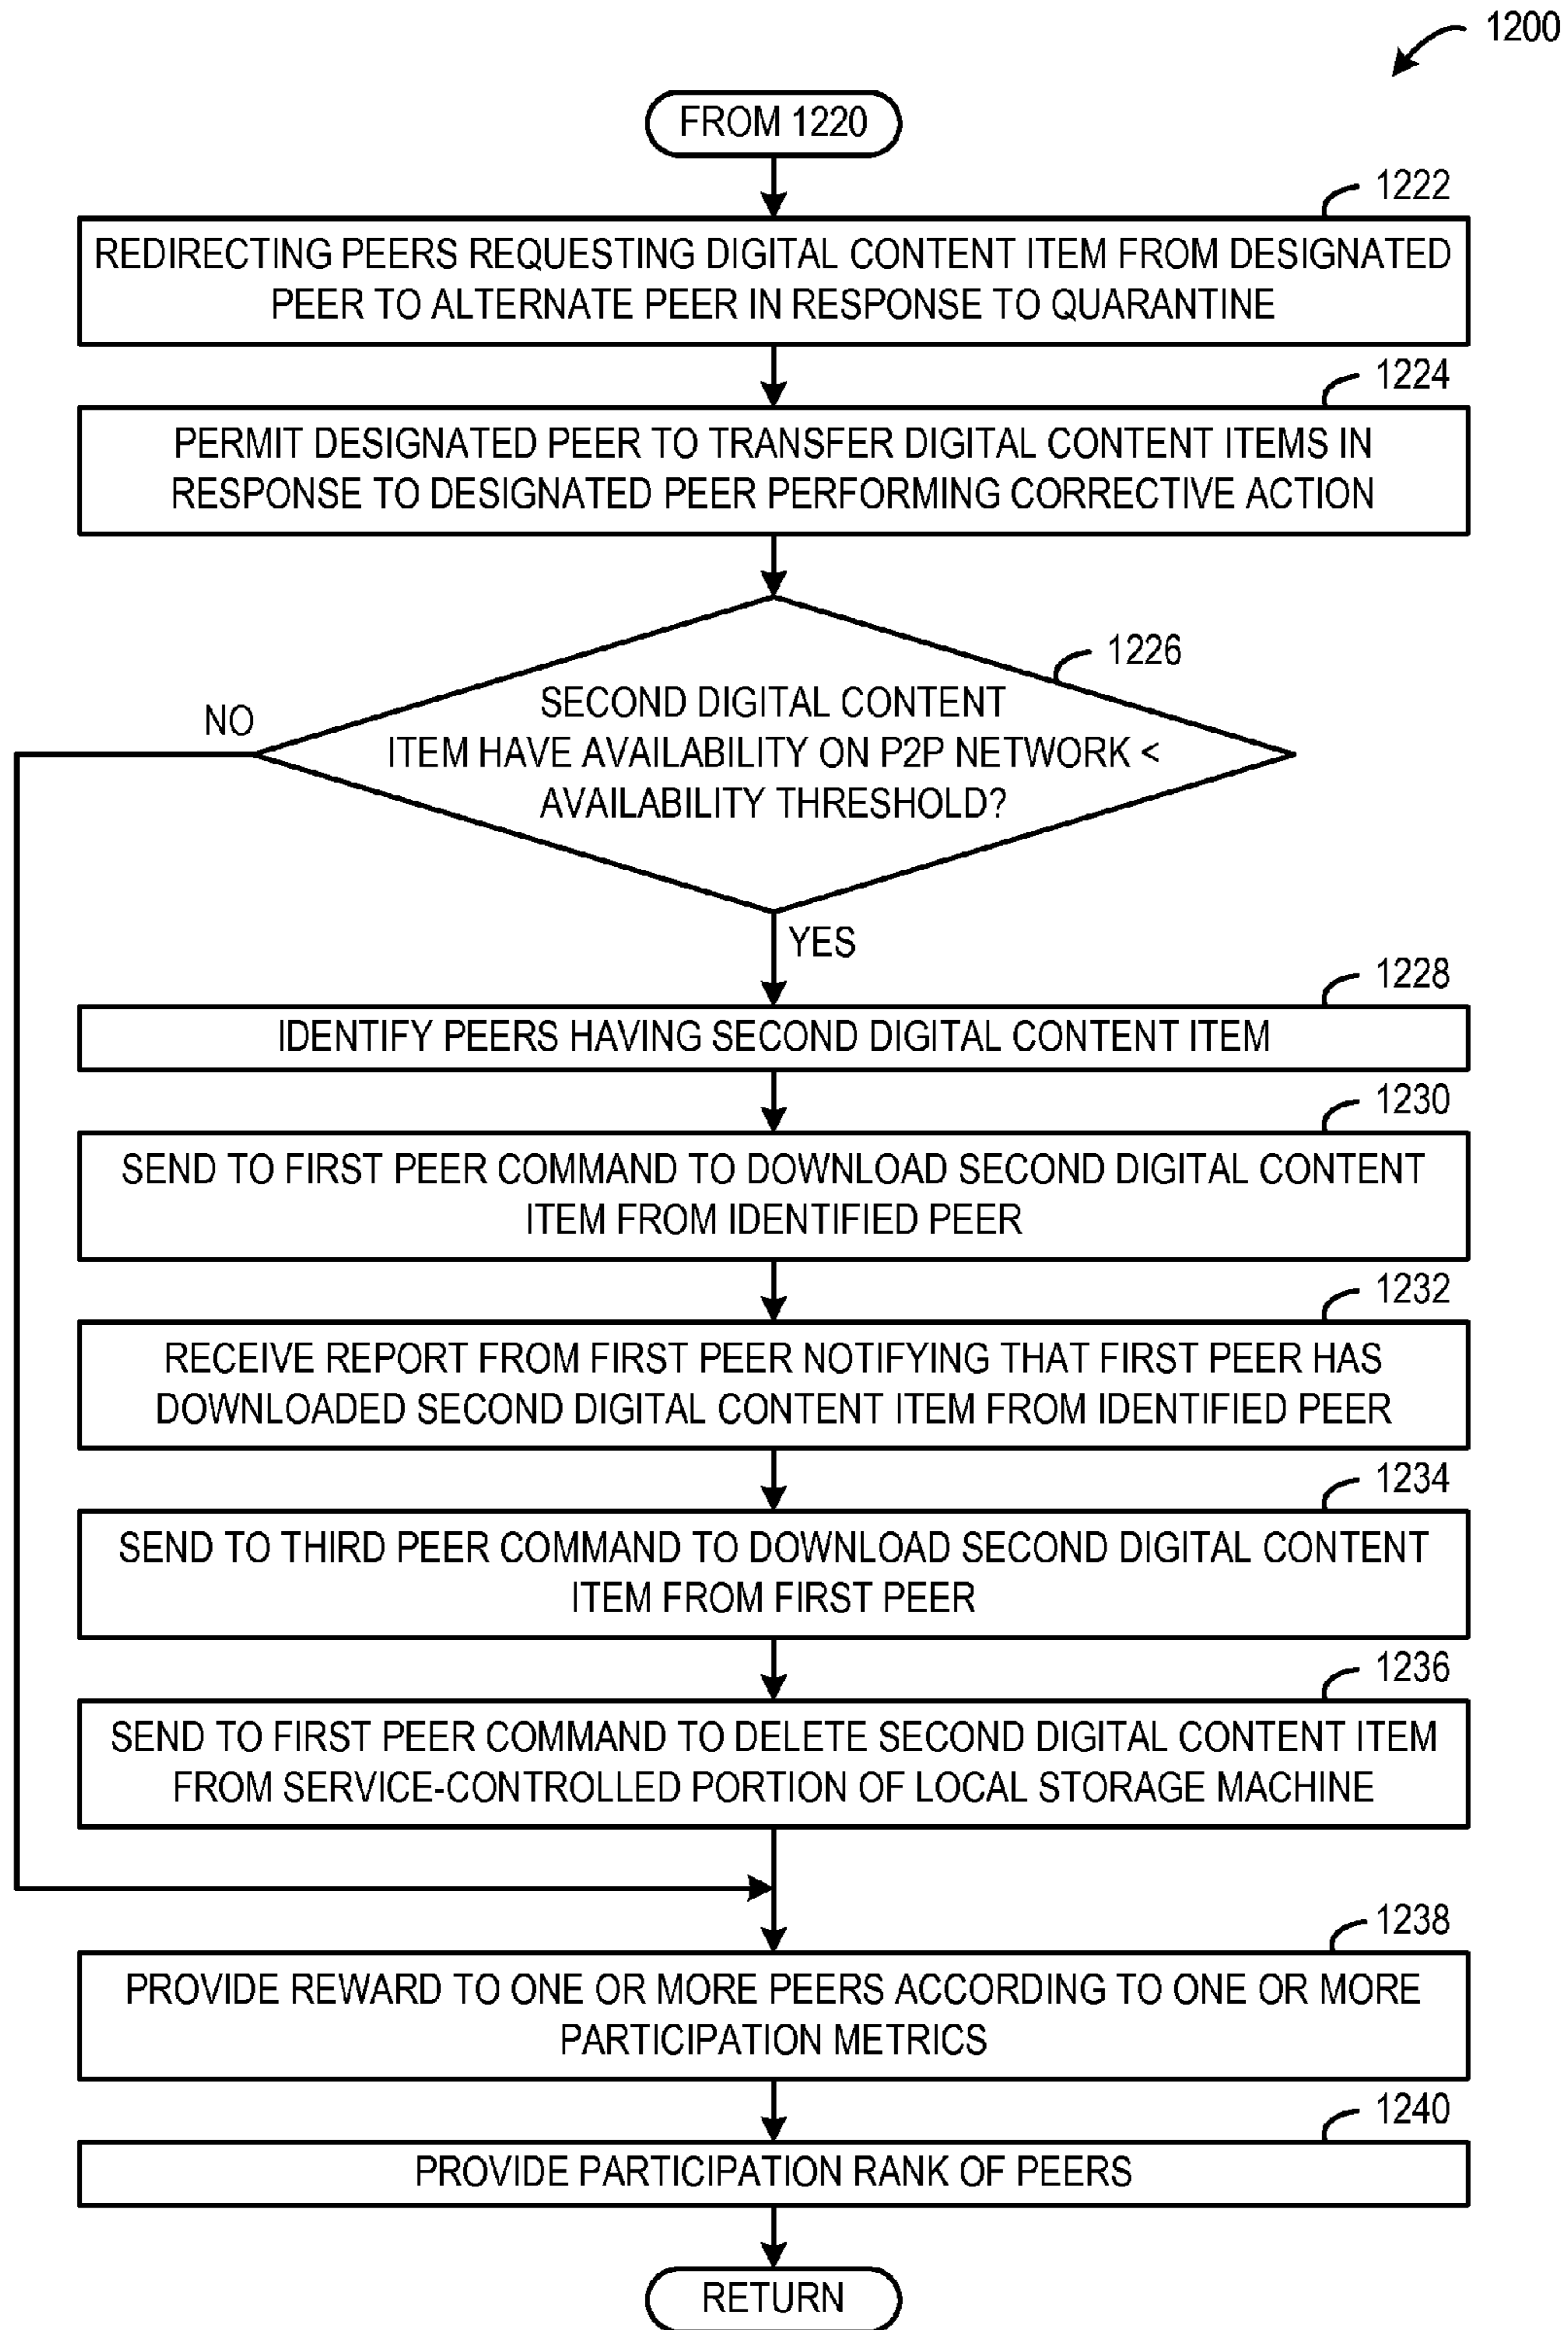 1200
FROM 1220
1222
REDIRECTING PEERS REQUESTING DIGITAL CONTENT ITEM FROM DESIGNATED
PEER TO ALTERNATE PEER IN RESPONSE TO QUARANTINE
1224
PERMIT DESIGNATED PEER TO TRANSFER DIGITAL CONTENT ITEMS IN
RESPONSE TO DESIGNATED PEER PERFORMING CORRECTIVE ACTION
1226
NO
SECOND DIGITAL CONTENT
ITEM HAVE AVAILABILITY ON P2P NETWORK <
AVAILABILITY THRESHOLD?
YES
1228
IDENTIFY PEERS HAVING SECOND DIGITAL CONTENT ITEM
1230
SEND TO FIRST PEER COMMAND TO DOWNLOAD SECOND DIGITAL CONTENT
ITEM FROM IDENTIFIED PEER
1232
RECEIVE REPORT FROM FIRST PEER NOTIFYING THAT FIRST PEER HAS
DOWNLOADED SECOND DIGITAL CONTENT ITEM FROM IDENTIFIED PEER
1234
SEND TO THIRD PEER COMMAND TO DOWNLOAD SECOND DIGITAL CONTENT
ITEM FROM FIRST PEER
1236
SEND TO FIRST PEER COMMAND TO DELETE SECOND DIGITAL CONTENT ITEM
FROM SERVICE-CONTROLLED PORTION OF LOCAL STORAGE MACHINE
1238
PROVIDE REWARD TO ONE OR MORE PEERS ACCORDING TO ONE OR MORE
PARTICIPATION METRICS
1240
PROVIDE PARTICIPATION RANK OF PEERS
RETURN